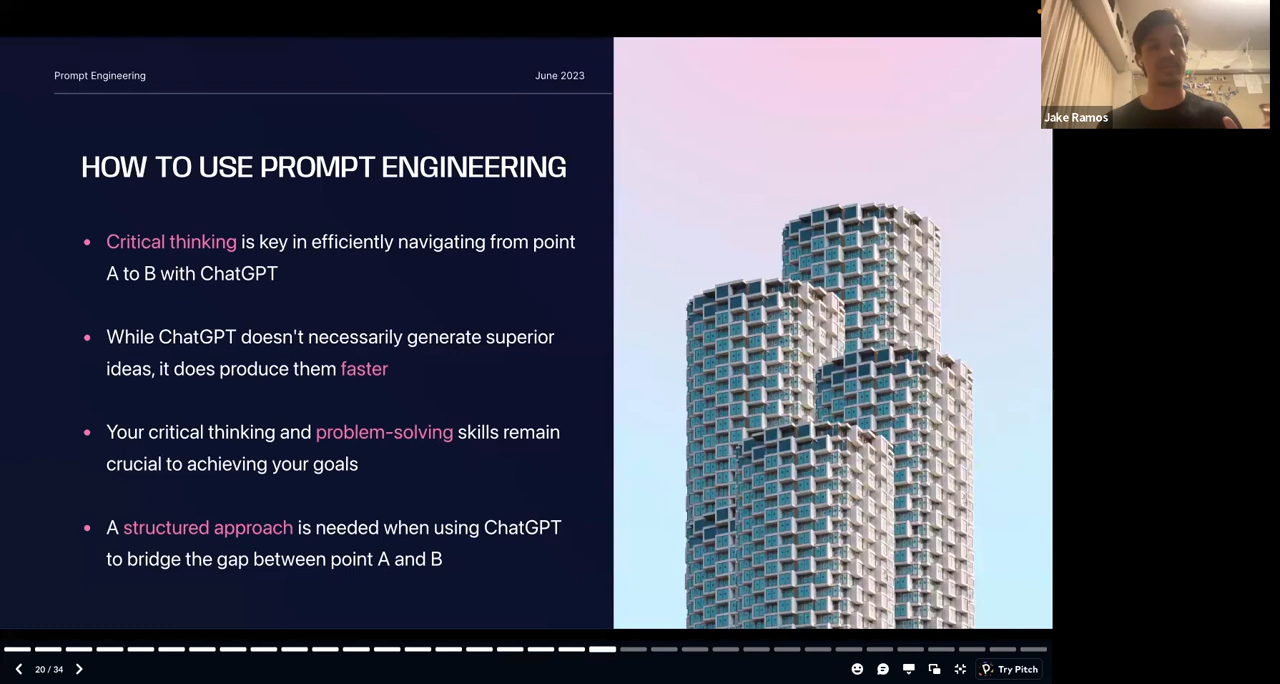 Prompt Engineering
June 2023
HOW TO USE PROMPT ENGINEERING
• Critical thinking is key in efficiently navigating from point
A to B with ChatGPT
• While ChatGPT doesn't necessarily generate superior
ideas, it does produce them faster
• Your critical thinking and problem-solving skills remain
crucial to achieving your goals
• A structured approach is needed when using ChatGPT
to bridge the gap between point A and B
Jake Ramos
20 / 34
Try Pitch